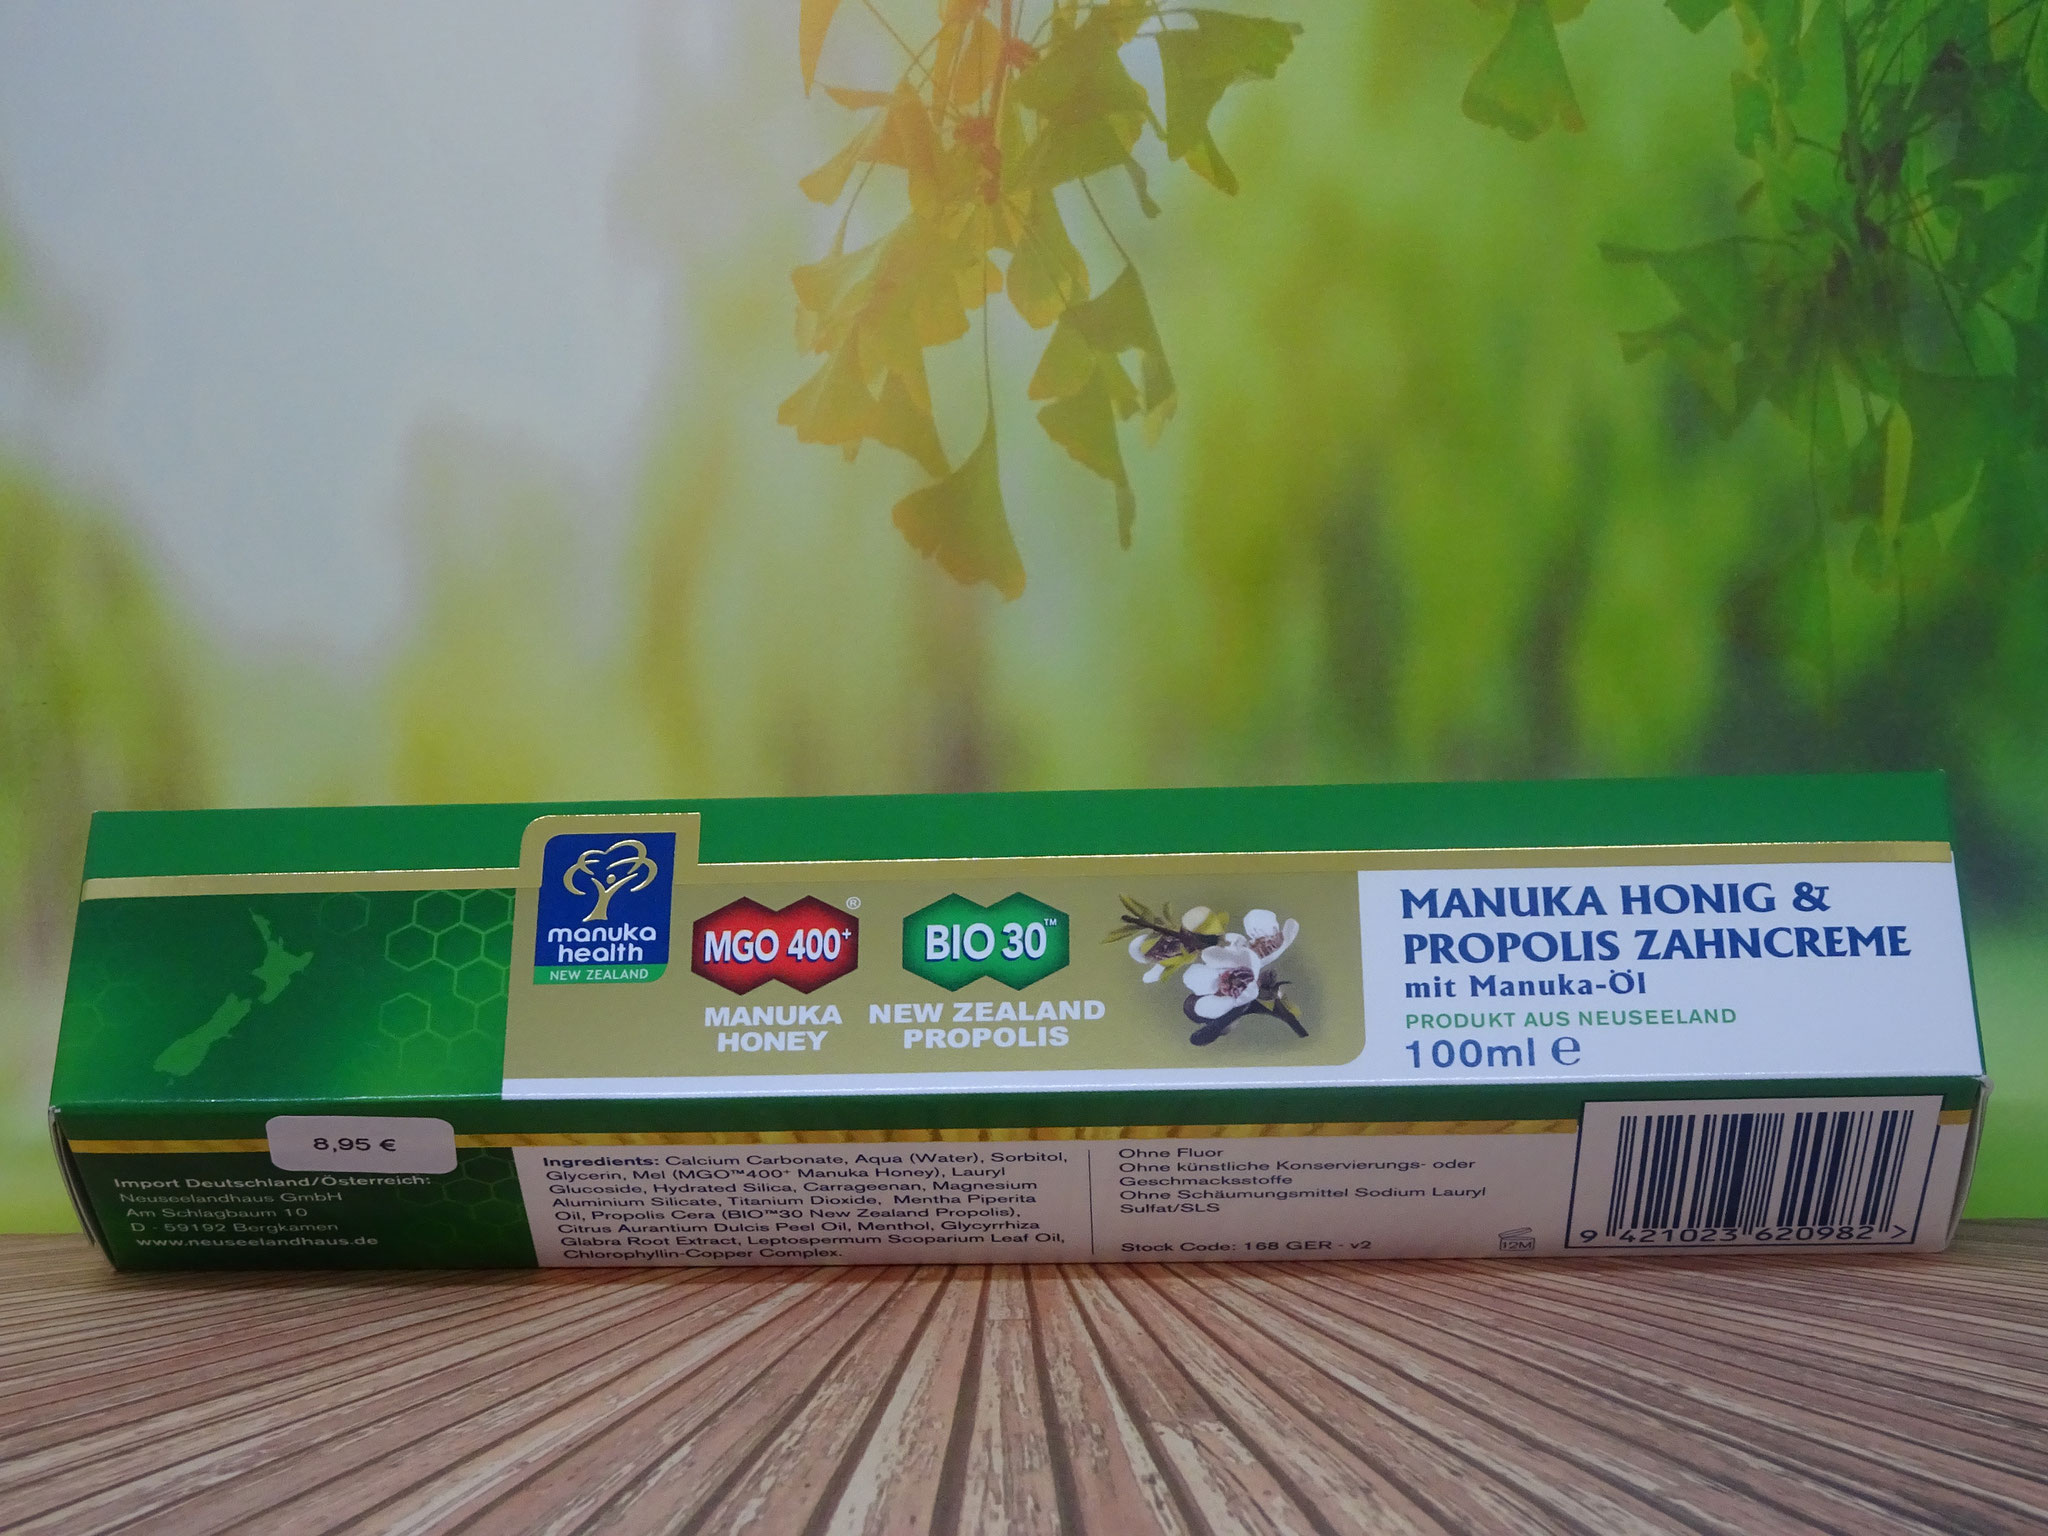 manuka
health
NEW ZEALAND
MGO 400+ ®
MANUKA
HONEY
BIO 30™
NEW ZEALAND
PROPOLIS
MANUKA HONIG &
PROPOLIS ZAHNCREME
mit Manuka-Öl
PRODUKT AUS NEUSEELAND
100ml ℮
8,95 €
Import Deutschland/Österreich:
Neuseelandhaus GmbH
Am Schlagbaum 10
D - 59192 Bergkamen
www.neuseelandhaus.de
Ingredients: Calcium Carbonate, Aqua (Water), Sorbitol,
Glycerin, Mel (MGO™400+ Manuka Honey), Lauryl
Glucoside, Hydrated Silica, Carrageenan, Magnesium
Aluminium Silicate, Titanium Dioxide, Mentha Piperita
Oil, Propolis Cera (BIO™30 New Zealand Propolis),
Citrus Aurantium Dulcis Peel Oil, Menthol, Glycyrrhiza
Glabra Root Extract, Leptospermum Scoparium Leaf Oil,
Chlorophyllin-Copper Complex.
Ohne Fluor
Ohne künstliche Konservierungs- oder
Geschmacksstoffe
Ohne Schäumungsmittel Sodium Lauryl
Sulfat/SLS
Stock Code: 168 GER - v2
12M
9 421023 620982 >